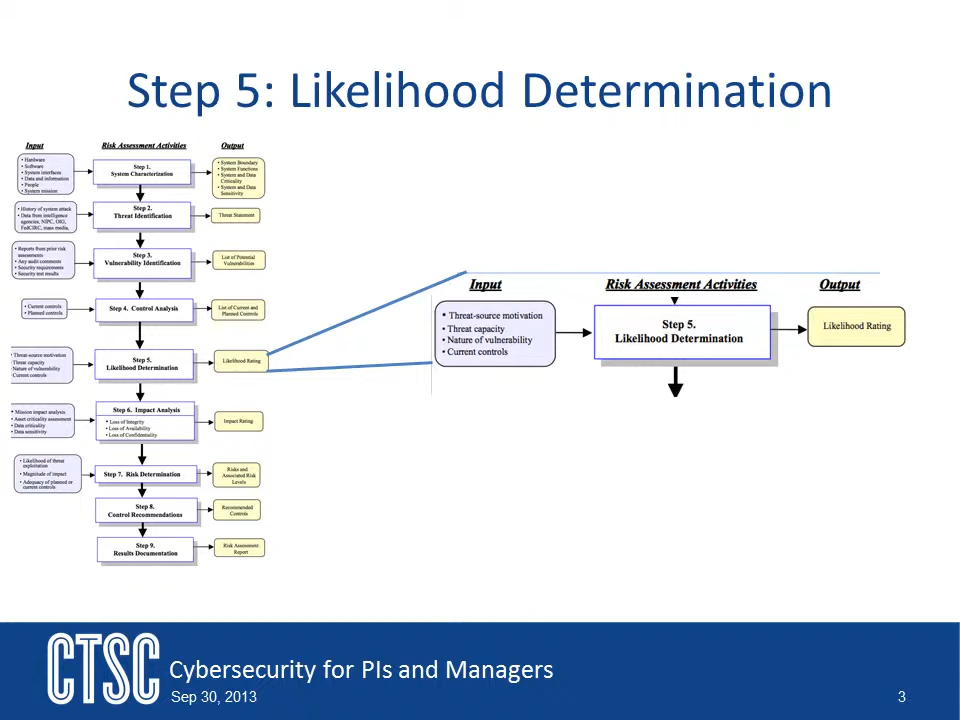 Step 5: Likelihood Determination
Input
Risk Assessment Activities
Output
• Hardware
• Software
• System interfaces
• Data and information
• People
• System mission
Step 1.
System Characterization
• System Boundary
• System Functions
• System and Data
Criticality
• System and Data
Sensitivity
• History of system attack
• Data from intelligence
agencies, NIPC, OIG,
FedCIRC, mass media,
Step 2.
Threat Identification
Threat Statement
• Reports from prior risk
assessments
• Any audit comments
• Security requirements
• Security test results
Step 3.
Vulnerability Identification
List of Potential
Vulnerabilities
• Current controls
• Planned controls
Step 4. Control Analysis
List of Current and
Planned Controls
• Threat-source motivation
Threat capacity
Nature of vulnerability
Current controls
Step 5.
Likelihood Determination
Likelihood Rating
• Mission impact analysis
• Asset criticality assessment
• Data criticality
• Data sensitivity
Step 6. Impact Analysis
• Loss of Integrity
• Loss of Availability
• Loss of Confidentiality
Impact Rating
• Likelihood of threat
exploitation
• Magnitude of impact
• Adequacy of planned or
current controls
Step 7. Risk Determination
Risks and
Associated Risk
Levels
Step 8.
Control Recommendations
Recommended
Controls
Step 9.
Results Documentation
Risk Assessment
Report
Input
Risk Assessment Activities
Output
• Threat-source motivation
• Threat capacity
• Nature of vulnerability
• Current controls
Step 5.
Likelihood Determination
Likelihood Rating
CTSC
Cybersecurity for PIs and Managers
Sep 30, 2013
3